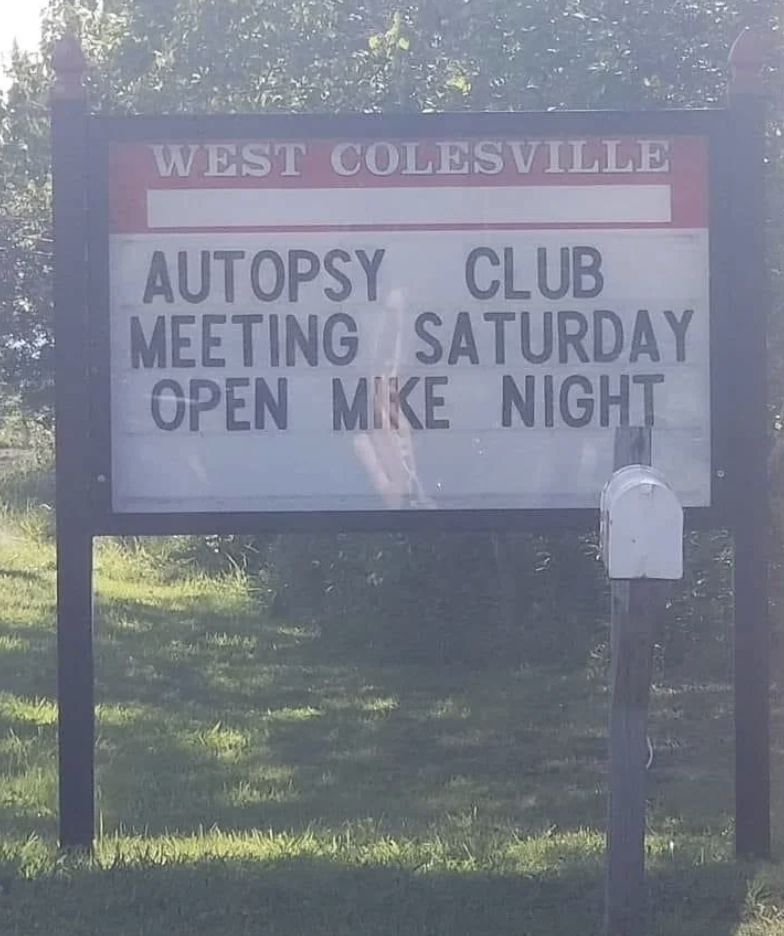 WEST COLESVILLE
AUTOPSY CLUB
MEETING SATURDAY
OPEN MIKE NIGHT